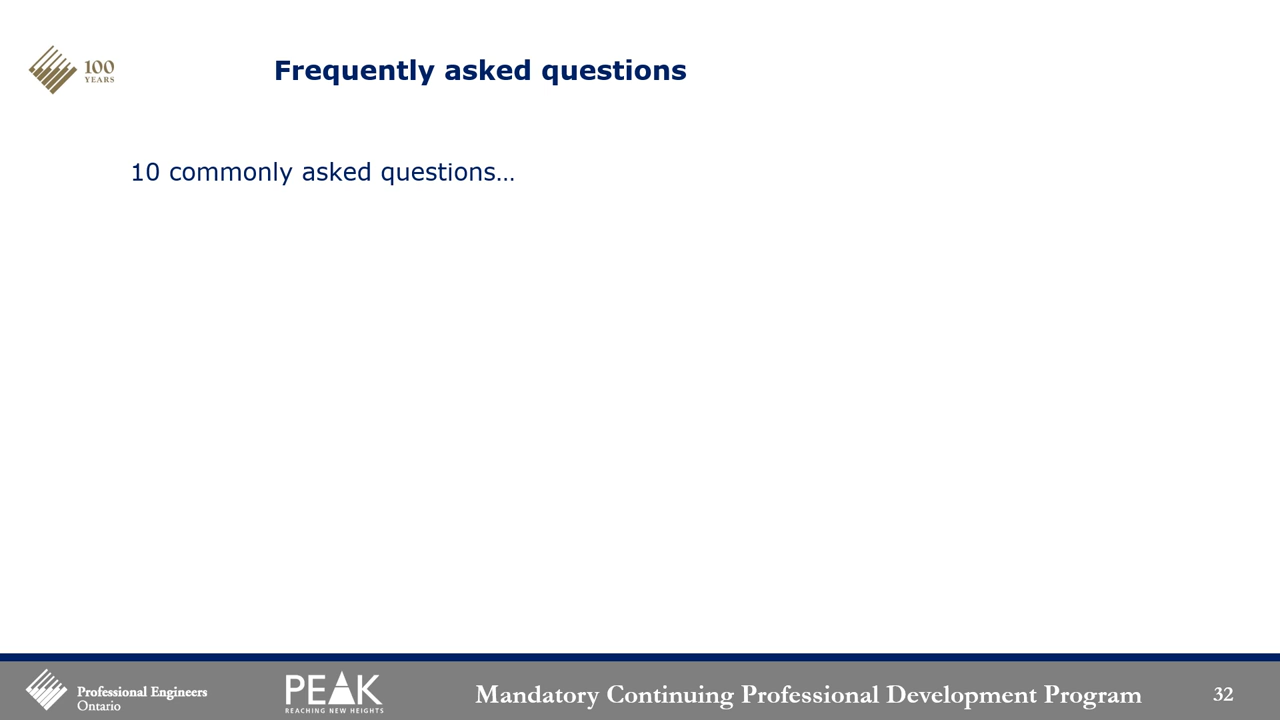 100
YEARS
Frequently asked questions
10 commonly asked questions…
Professional Engineers
Ontario
PEAK
REACHING NEW HEIGHTS
Mandatory Continuing Professional Development Program
32